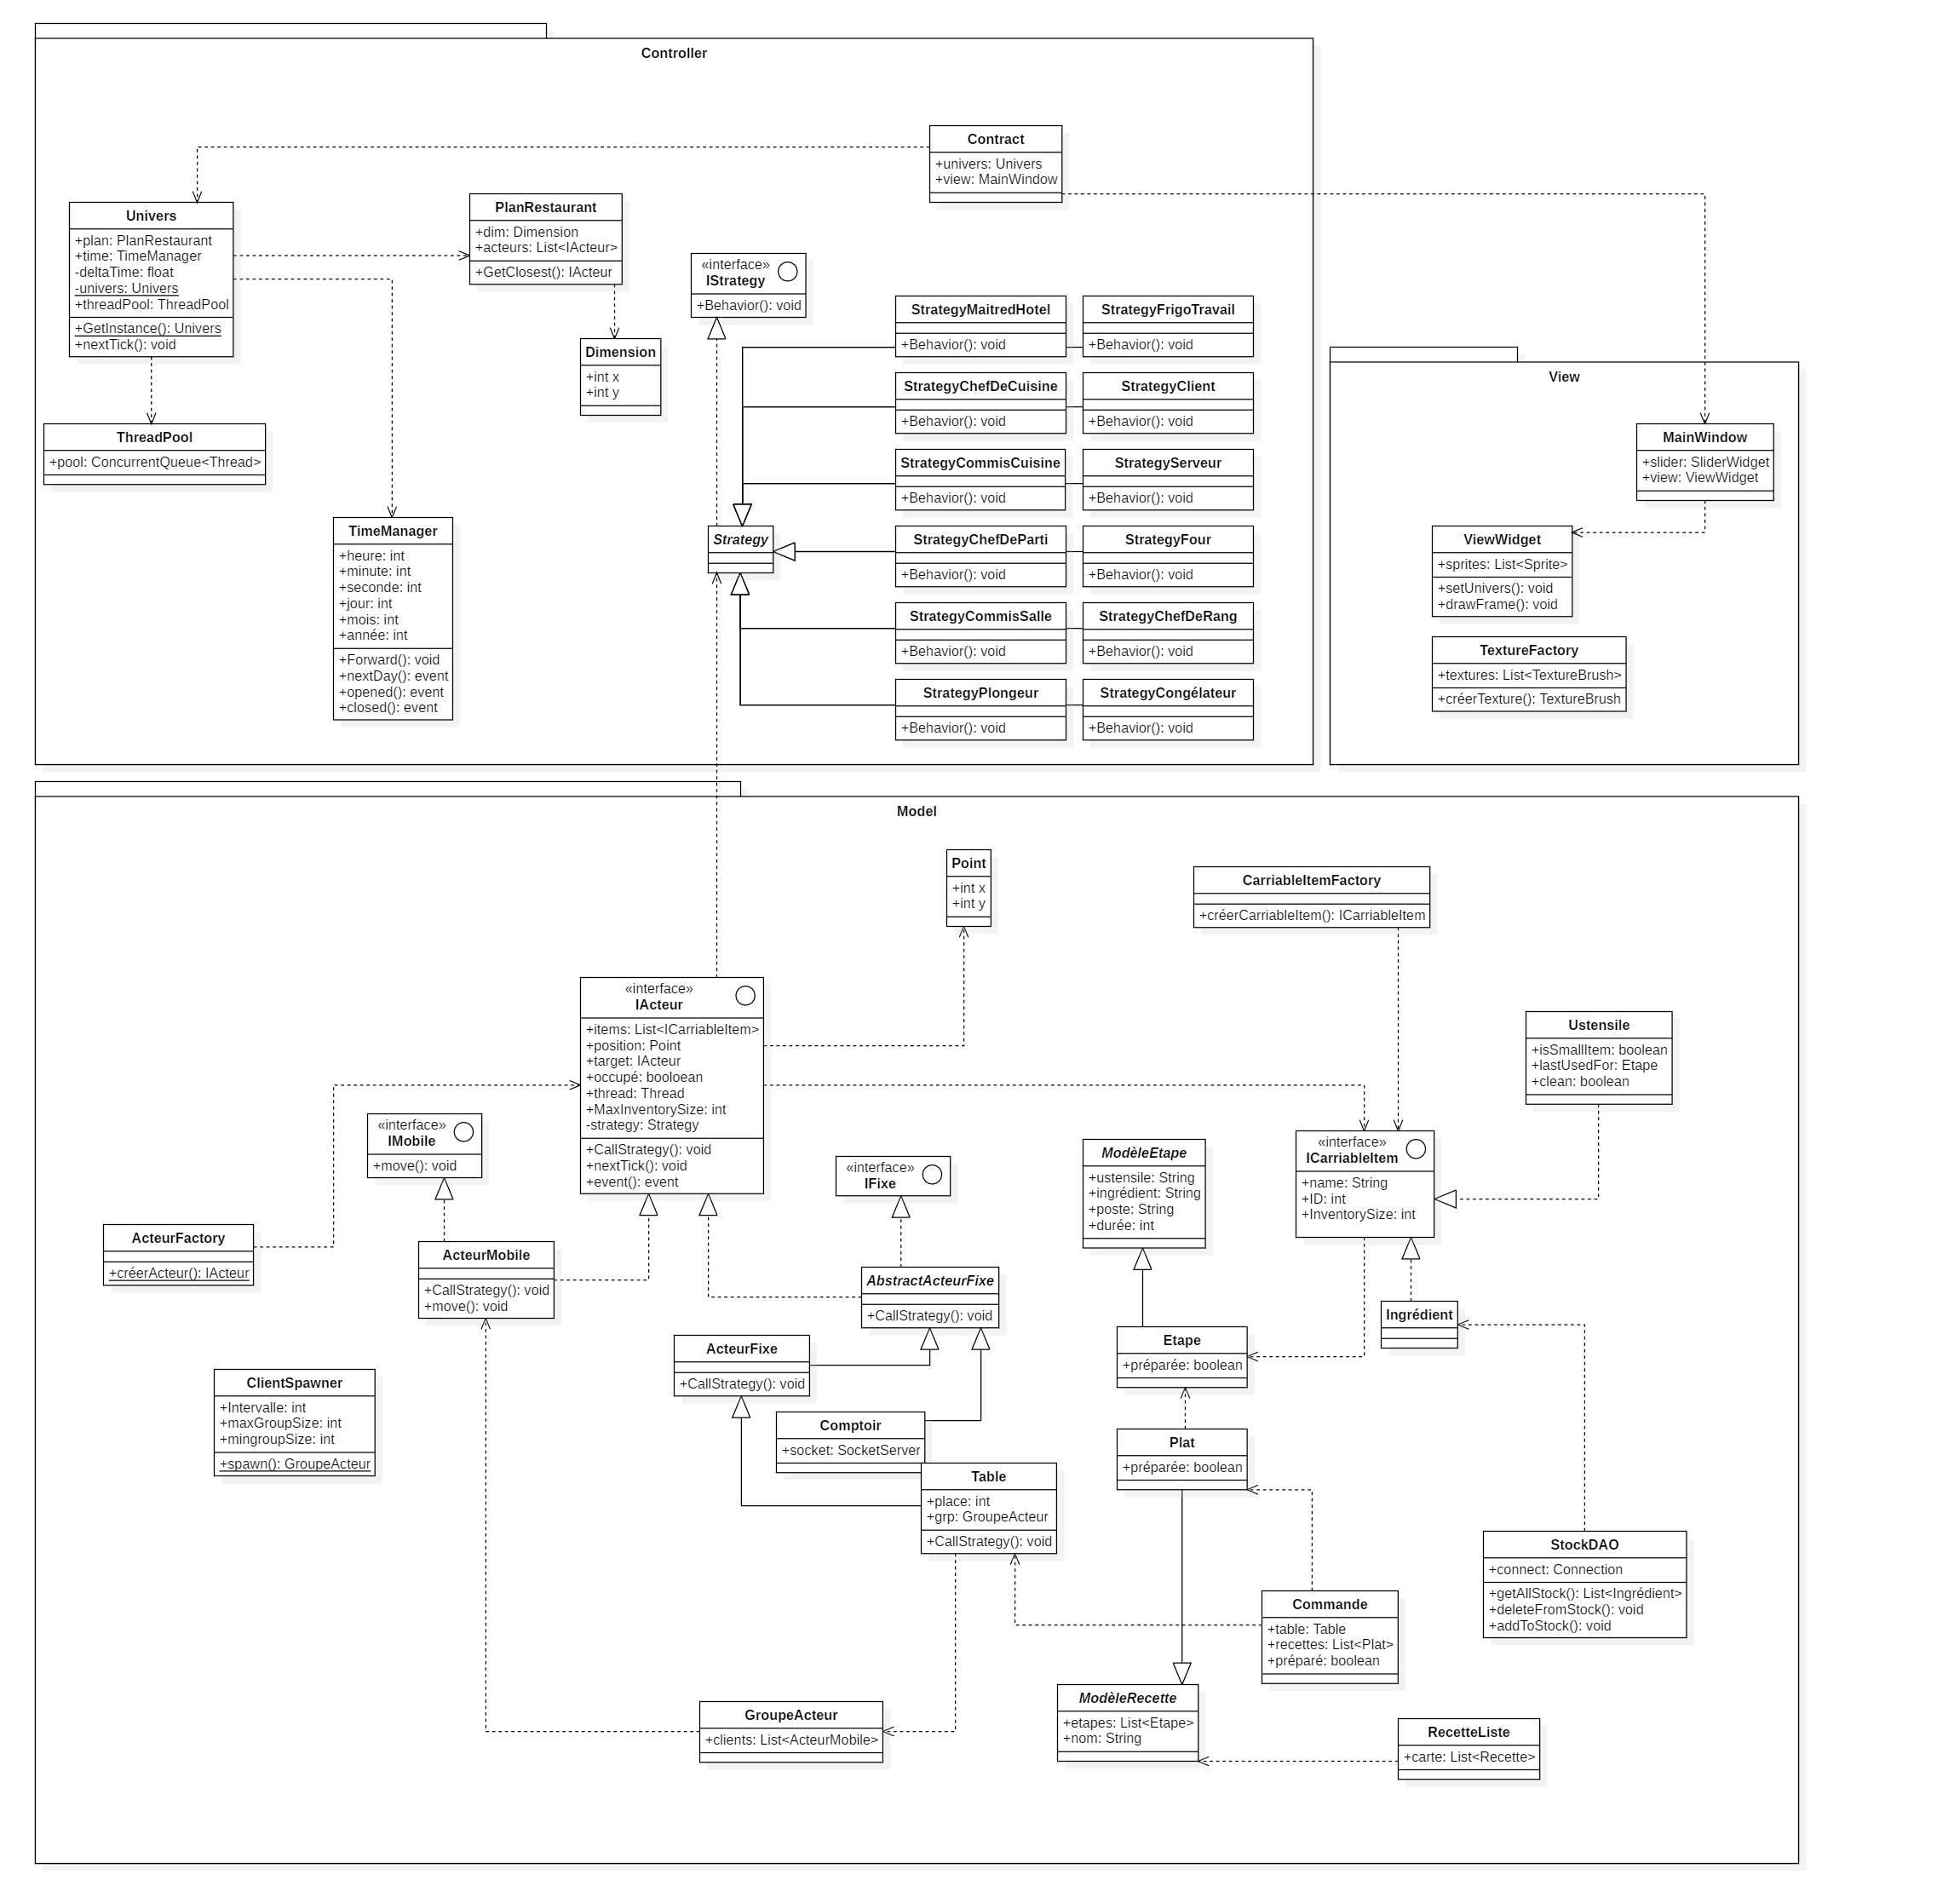 Controller
Contract
+univers: Univers
+view: MainWindow
Univers
+plan: PlanRestaurant
+time: TimeManager
-deltaTime: float
-univers: Univers
+threadPool: ThreadPool
+GetInstance(): Univers
+nextTick(): void
PlanRestaurant
+dim: Dimension
+acteurs: List<IActeur>
+GetClosest(): IActeur
«interface»
IStrategy
+Behavior(): void
Dimension
+int x
+int y
ThreadPool
+pool: ConcurrentQueue<Thread>
TimeManager
+heure: int
+minute: int
+seconde: int
+jour: int
+mois: int
+année: int
+Forward(): void
+nextDay(): event
+opened(): event
+closed(): event
Strategy
StrategyMaitredHotel
+Behavior(): void
StrategyFrigoTravail
+Behavior(): void
StrategyChefDeCuisine
+Behavior(): void
StrategyClient
+Behavior(): void
StrategyCommisCuisine
+Behavior(): void
StrategyServeur
+Behavior(): void
StrategyChefDeParti
+Behavior(): void
StrategyFour
+Behavior(): void
StrategyCommisSalle
+Behavior(): void
StrategyChefDeRang
+Behavior(): void
StrategyPlongeur
+Behavior(): void
StrategyCongélateur
+Behavior(): void
View
MainWindow
+slider: SliderWidget
+view: ViewWidget
ViewWidget
+sprites: List<Sprite>
+setUnivers(): void
+drawFrame(): void
TextureFactory
+textures: List<TextureBrush>
+créerTexture(): TextureBrush
Model
Point
+int x
+int y
CarriableItemFactory
+créerCarriableItem(): ICarriableItem
«interface»
IActeur
+items: List<ICarriableItem>
+position: Point
+target: IActeur
+occupé: booloean
+thread: Thread
+MaxInventorySize: int
-strategy: Strategy
+CallStrategy(): void
+nextTick(): void
+event(): event
Ustensile
+isSmallItem: boolean
+lastUsedFor: Etape
+clean: boolean
«interface»
IMobile
+move(): void
«interface»
IFixe
ModèleEtape
+ustensile: String
+ingrédient: String
+poste: String
+durée: int
«interface»
ICarriableItem
+name: String
+ID: int
+InventorySize: int
ActeurFactory
+créerActeur(): IActeur
ActeurMobile
+CallStrategy(): void
+move(): void
AbstractActeurFixe
+CallStrategy(): void
Ingrédient
Etape
+préparée: boolean
ActeurFixe
+CallStrategy(): void
ClientSpawner
+Intervalle: int
+maxGroupSize: int
+mingroupSize: int
+spawn(): GroupeActeur
Comptoir
+socket: SocketServer
Plat
+préparée: boolean
Table
+place: int
+grp: GroupeActeur
+CallStrategy(): void
StockDAO
+connect: Connection
+getAllStock(): List<Ingrédient>
+deleteFromStock(): void
+addToStock(): void
Commande
+table: Table
+recettes: List<Plat>
+préparé: boolean
ModèleRecette
+etapes: List<Etape>
+nom: String
GroupeActeur
+clients: List<ActeurMobile>
RecetteListe
+carte: List<Recette>